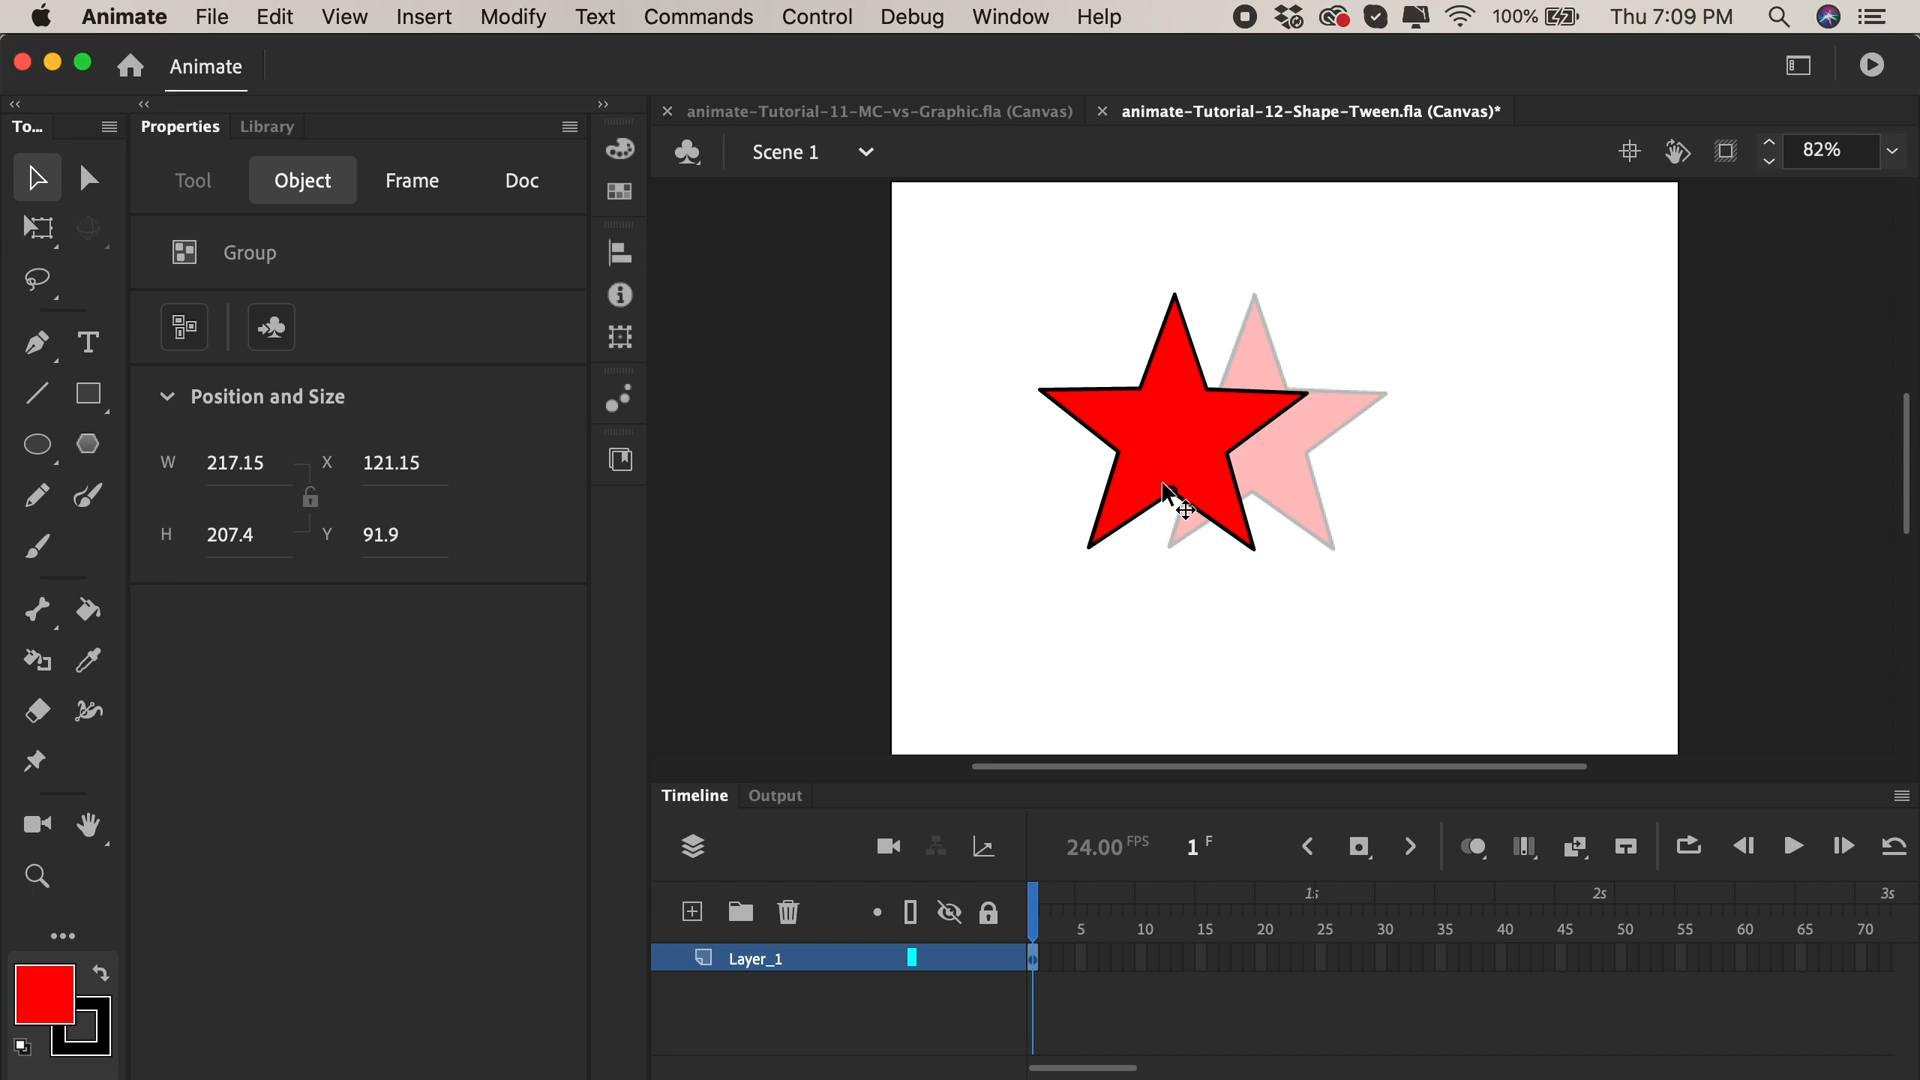 Animate File Edit View Insert Modify Text Commands Control Debug Window Help 100% Thu 7:09 PM
Animate
To... Properties Library
animate-Tutorial-11-MC-vs-Graphic.fla (Canvas) animate-Tutorial-12-Shape-Tween.fla (Canvas)*
Tool Object Frame Doc
Scene 1 82%
Group
Position and Size
W 217.15 X 121.15
H 207.4 Y 91.9
T
Timeline Output
24.00 FPS 1 F
1s 2s 3s
5 10 15 20 25 30 35 40 45 50 55 60 65 70
Layer_1